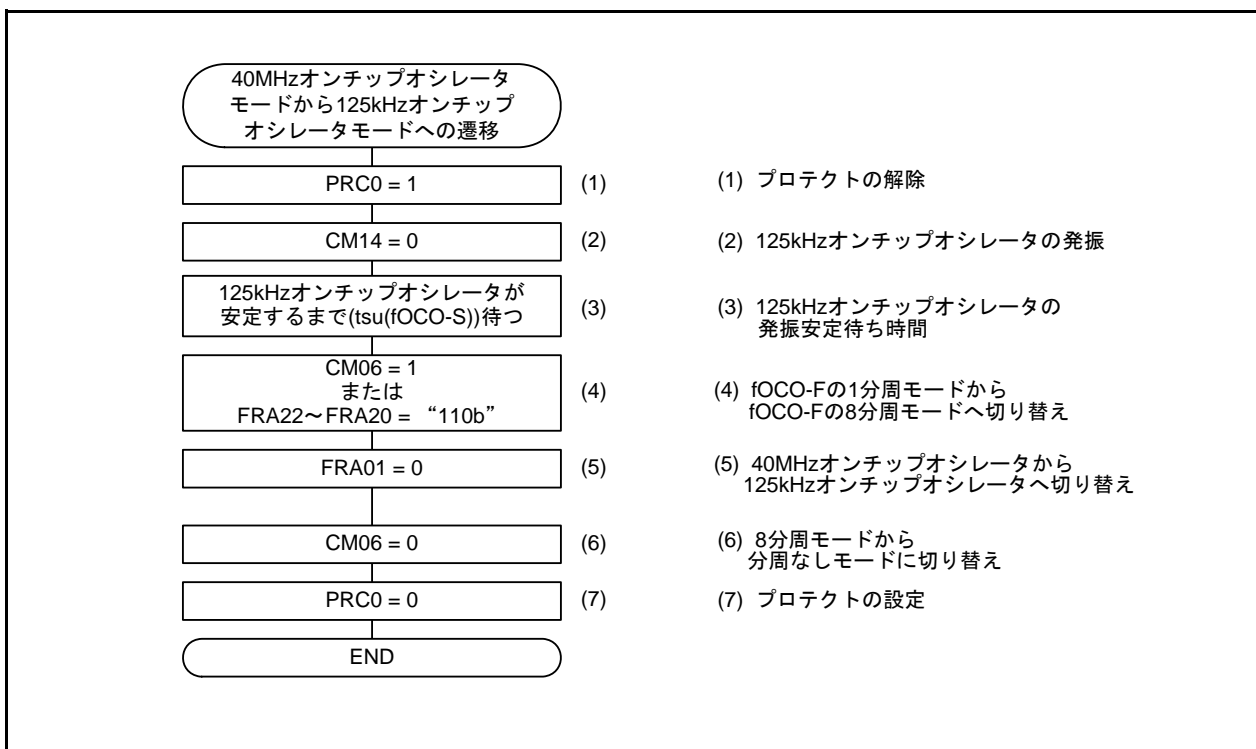 40MHzオンチップオシレータ
モードから125kHzオンチップ
オシレータモードへの遷移
PRC0 = 1
(1)
(1) プロテクトの解除
CM14 = 0
(2)
(2) 125kHzオンチップオシレータの発振
125kHzオンチップオシレータが
安定するまで(tsu(fOCO-S))待つ
(3)
(3) 125kHzオンチップオシレータの
発振安定待ち時間
CM06 = 1
または
FRA22～FRA20 = “110b”
(4)
(4) fOCO-Fの1分周モードから
fOCO-Fの8分周モードへ切り替え
FRA01 = 0
(5)
(5) 40MHzオンチップオシレータから
125kHzオンチップオシレータへ切り替え
CM06 = 0
(6)
(6) 8分周モードから
分周なしモードに切り替え
PRC0 = 0
(7)
(7) プロテクトの設定
END